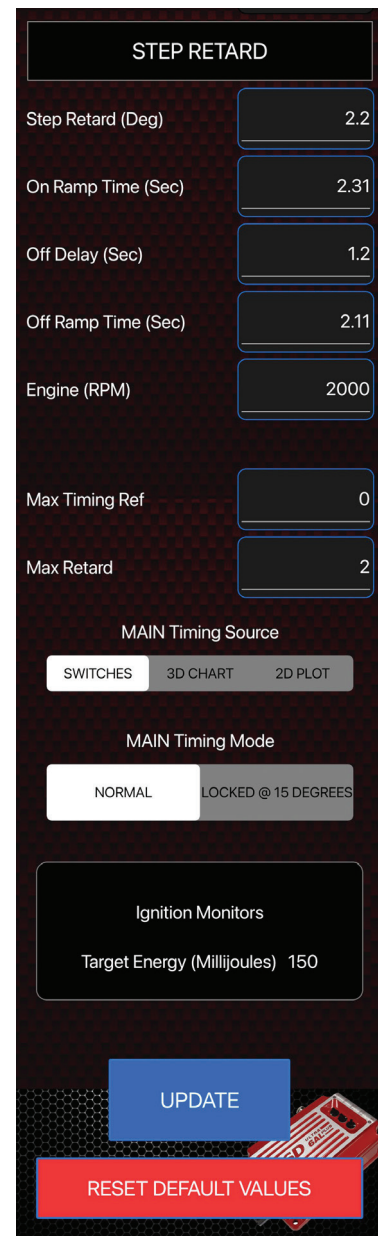 STEP RETARD
Step Retard (Deg) 2.2
On Ramp Time (Sec) 2.31
Off Delay (Sec) 1.2
Off Ramp Time (Sec) 2.11
Engine (RPM) 2000
Max Timing Ref 0
Max Retard 2
MAIN Timing Source
SWITCHES 3D CHART 2D PLOT
MAIN Timing Mode
NORMAL LOCKED @ 15 DEGREES
Ignition Monitors
Target Energy (Millijoules) 150
UPDATE
RESET DEFAULT VALUES